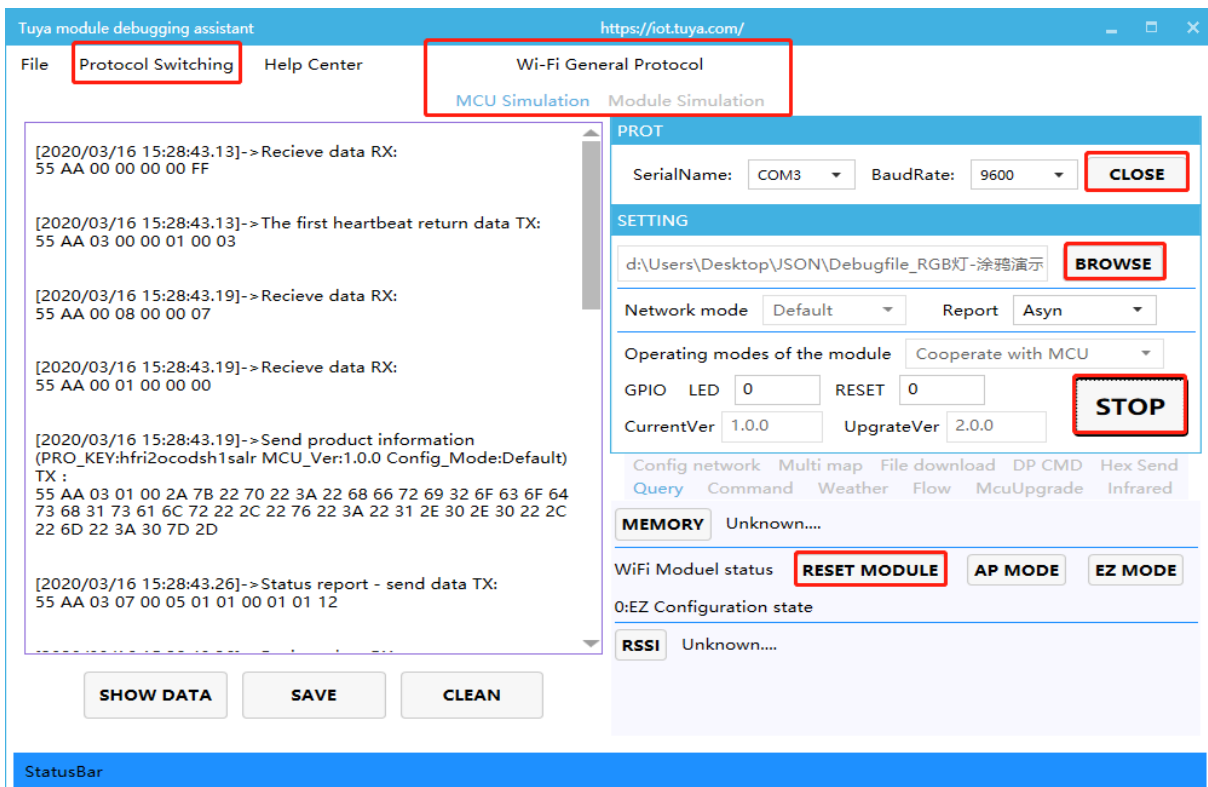 Tuya module debugging assistant https://iot.tuya.com/
File Protocol Switching Help Center Wi-Fi General Protocol
MCU Simulation Module Simulation
[2020/03/16 15:28:43.13]->Recieve data RX:
55 AA 00 00 00 00 FF
[2020/03/16 15:28:43.13]->The first heartbeat return data TX:
55 AA 03 00 00 01 00 03
[2020/03/16 15:28:43.19]->Recieve data RX:
55 AA 00 08 00 00 07
[2020/03/16 15:28:43.19]->Recieve data RX:
55 AA 00 01 00 00 00
[2020/03/16 15:28:43.19]->Send product information
(PRO_KEY:hfri2ocodsh1salr MCU_Ver:1.0.0 Config_Mode:Default)
TX :
55 AA 03 01 00 2A 7B 22 70 22 3A 22 68 66 72 69 32 6F 63 6F 64
73 68 31 73 61 6C 72 22 2C 22 76 22 3A 22 31 2E 30 2E 30 22 2C
22 6D 22 3A 30 7D 2D
[2020/03/16 15:28:43.26]->Status report - send data TX:
55 AA 03 07 00 05 01 01 00 01 01 12
SHOW DATA SAVE CLEAN
PROT
SerialName: COM3 BaudRate: 9600 CLOSE
SETTING
d:\Users\Desktop\JSON\Debugfile_RGB灯-涂鸦演示 BROWSE
Network mode Default Report Asyn
Operating modes of the module Cooperate with MCU
GPIO LED 0 RESET 0
STOP
CurrentVer 1.0.0 UpgrateVer 2.0.0
Config network Multi map File download DP CMD Hex Send
Query Command Weather Flow McuUpgrade Infrared
MEMORY Unknown....
WiFi Moduel status RESET MODULE AP MODE EZ MODE
0:EZ Configuration state
RSSI Unknown....
StatusBar